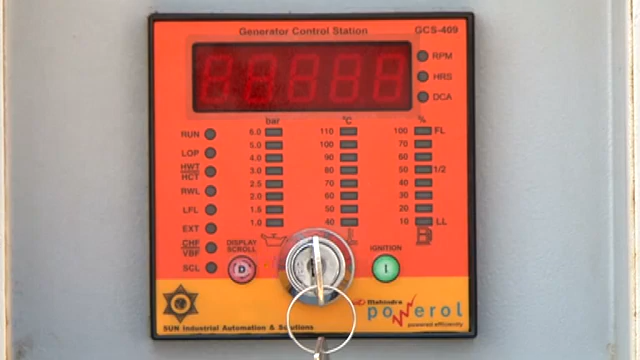 Generator Control Station GCS-409
RPM
HRS
DCA
bar °C %
RUN 6.0 110 100 FL
LOP 5.0 100 70
HWT 4.0 90 60
HCT 3.0 80 50 1/2
RWL 2.5 70 40
LFL 2.0 60 30
1.5 50 20
EXT 1.0 40 10 LL
CHF
VBF
SCL
DISPLAY
SCROLL
D
IGNITION
I
SUN Industrial Automation & Solutions
Mahindra
powerol
powered efficiency